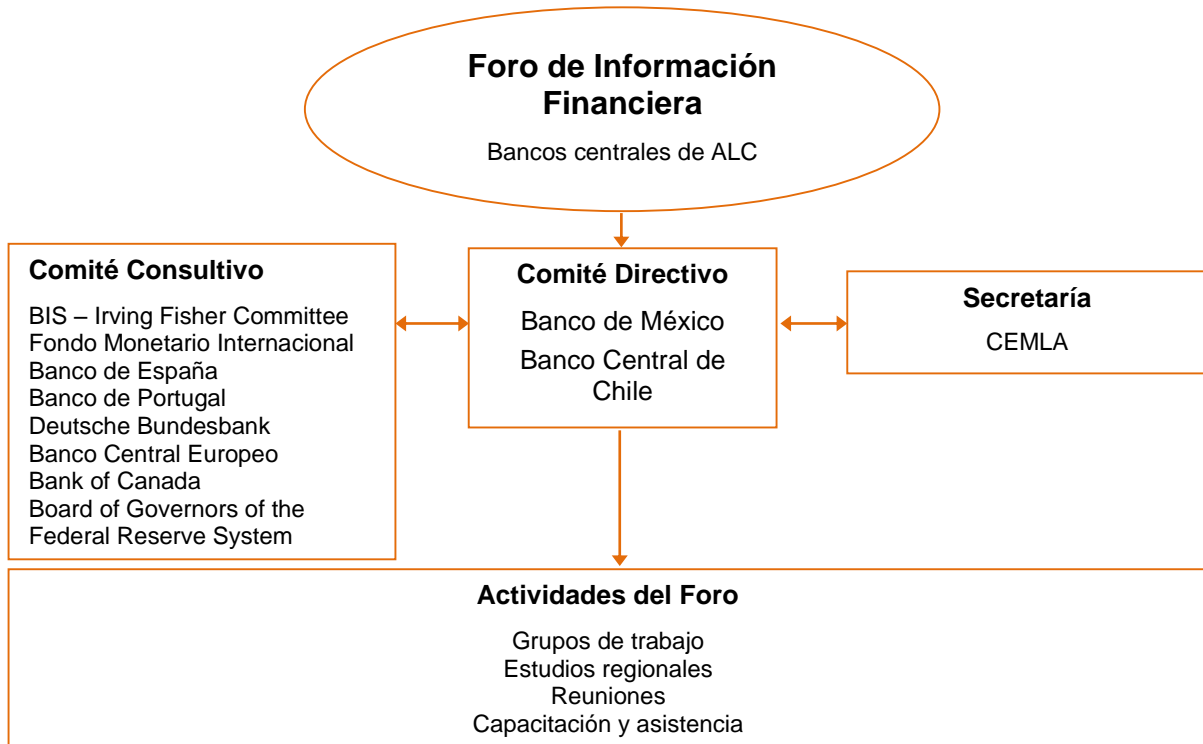 Foro de Información
Financiera
Bancos centrales de ALC
Comité Consultivo
BIS – Irving Fisher Committee
Fondo Monetario Internacional
Banco de España
Banco de Portugal
Deutsche Bundesbank
Banco Central Europeo
Bank of Canada
Board of Governors of the
Federal Reserve System
Comité Directivo
Banco de México
Banco Central de
Chile
Secretaría
CEMLA
Actividades del Foro
Grupos de trabajo
Estudios regionales
Reuniones
Capacitación y asistencia